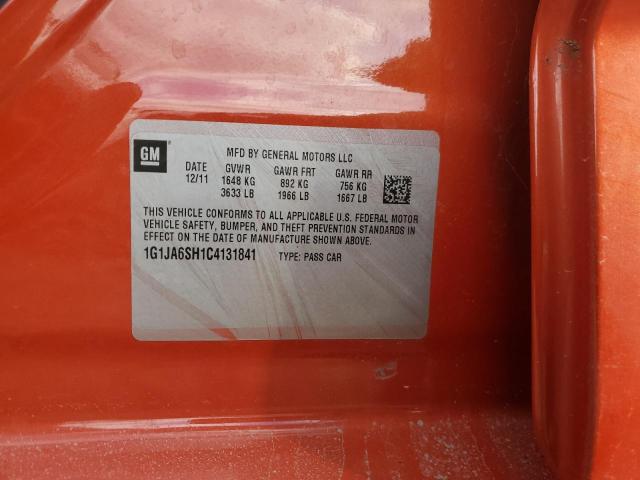 GM
MFD BY GENERAL MOTORS LLC
DATE GVWR GAWR FRT GAWR RR
12/11 1648 KG 892 KG 756 KG
3633 LB 1966 LB 1667 LB
THIS VEHICLE CONFORMS TO ALL APPLICABLE U.S. FEDERAL MOTOR
VEHICLE SAFETY, BUMPER, AND THEFT PREVENTION STANDARDS IN
EFFECT ON THE DATE OF MANUFACTURE SHOWN ABOVE.
1G1JA6SH1C4131841 TYPE: PASS CAR